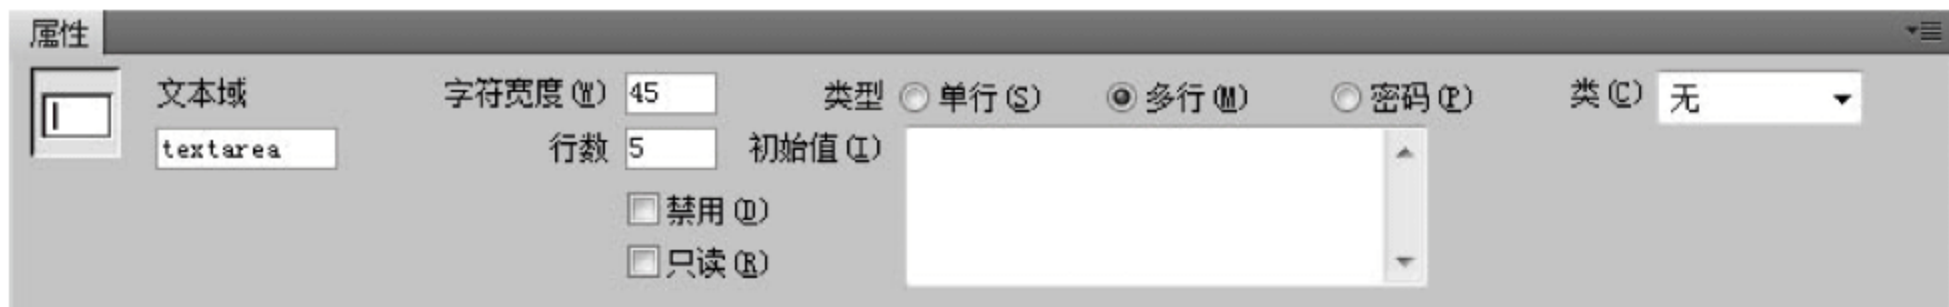 属性
文本域 字符宽度(W) 45 类型 单行(S) 多行(M) 密码(P) 类(C) 无
textarea 行数 5 初始值(I)
禁用(D)
只读(R)